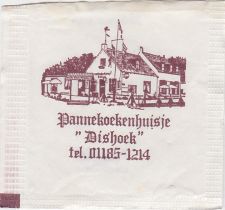 Pannekoekenhuisje
"Dishoek"
tel. 01185-1214